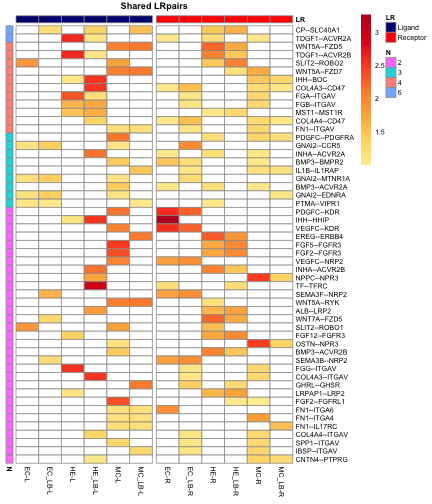 Shared LRpairs
LR
CP--SLC40A1
TDGF1--ACVR2A
WNT5A--FZD5
TDGF1--ACVR2B
SLIT2--ROBO2
WNT5A--FZD7
IHH--BOC
COL4A3--CD47
FGA--ITGAV
FGB--ITGAV
MST1--MST1R
COL4A4--CD47
FN1--ITGAV
PDGFC--PDGFRA
GNAI2--CCR5
INHA--ACVR2A
BMP3--BMPR2
IL1B--IL1RAP
GNAI2--MTNR1A
BMP3--ACVR2A
GNAI2--EDNRA
PTMA--VIPR1
PDGFC--KDR
IHH--HHIP
VEGFC--KDR
EREG--ERBB4
FGF5--FGFR3
FGF2--FGFR3
VEGFC--NRP2
INHA--ACVR2B
NPPC--NPR3
TF--TFRC
SEMA3F--NRP2
WNT5A--RYK
ALB--LRP2
WNT7A--FZD5
SLIT2--ROBO1
FGF12--FGFR3
OSTN--NPR3
BMP3--ACVR2B
SEMA3B--NRP2
FGG--ITGAV
COL4A3--ITGAV
GHRL--GHSR
LRPAP1--LRP2
FGF2--FGFRL1
FN1--ITGA6
FN1--ITGA4
FN1--IL17RC
COL4A4--ITGAV
SPP1--ITGAV
IBSP--ITGAV
CNTN4--PTPRG
N
EC-L
EC_LB-L
HE-L
HE_LB-L
MC-L
MC_LB-L
EC-R
EC_LB-R
HE-R
HE_LB-R
MC-R
MC_LB-R
3
2.5
2
1.5
LR
Ligand
Receptor
N
2
3
4
6